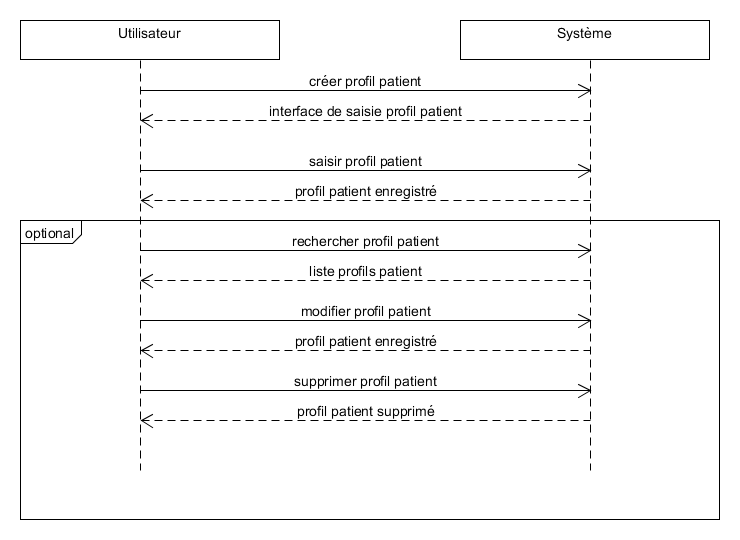 Utilisateur
Système
créer profil patient
interface de saisie profil patient
saisir profil patient
profil patient enregistré
optional
rechercher profil patient
liste profils patient
modifier profil patient
profil patient enregistré
supprimer profil patient
profil patient supprimé